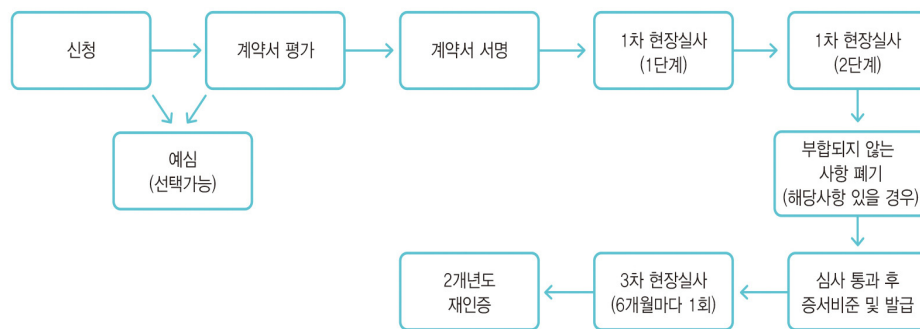 신청
계약서 평가
계약서 서명
1차 현장실사
(1단계)
1차 현장실사
(2단계)
예심
(선택가능)
부합되지 않는
사항 폐기
(해당사항 있을 경우)
2개년도
재인증
3차 현장실사
(6개월마다 1회)
심사 통과 후
증서비준 및 발급